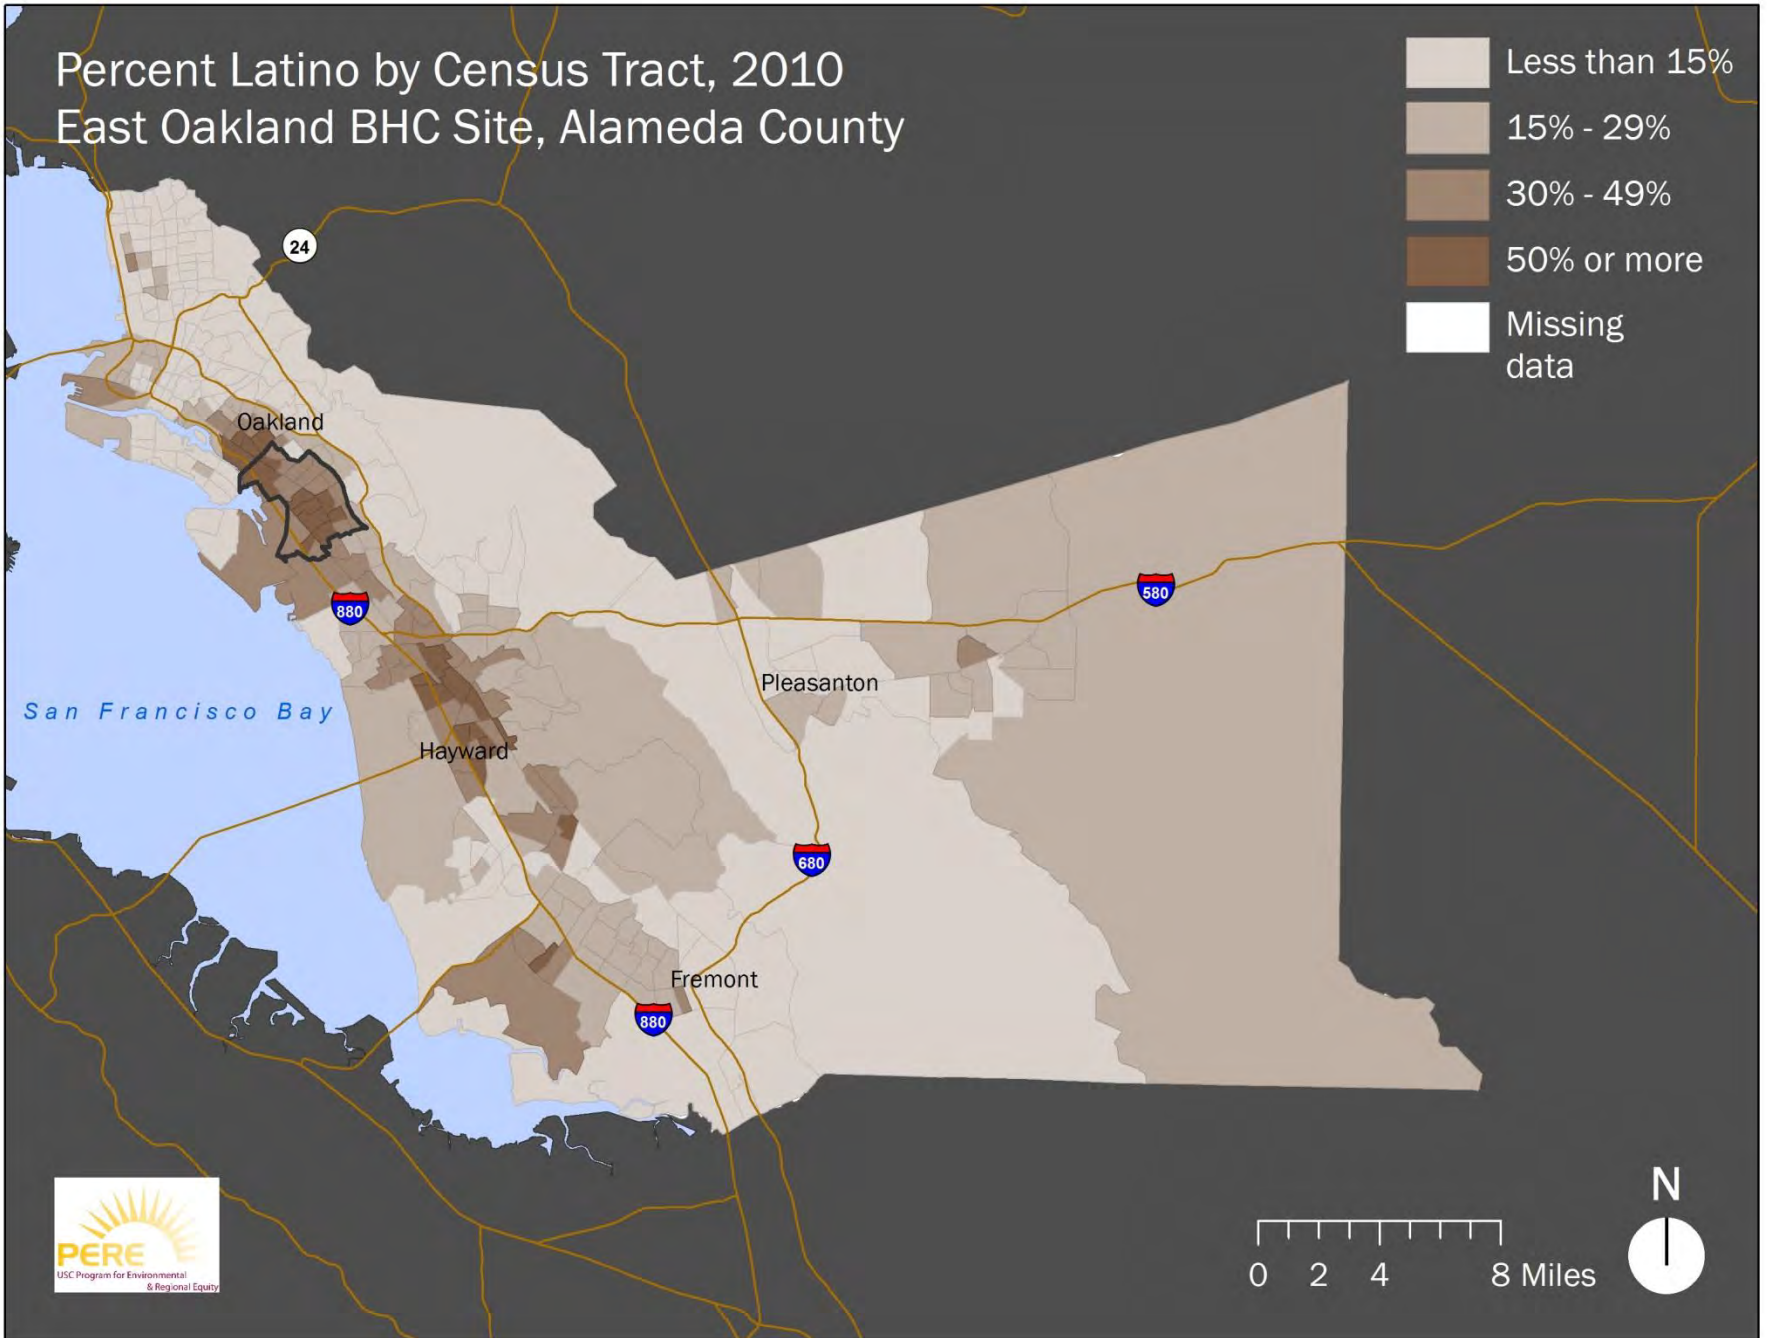 Percent Latino by Census Tract, 2010
East Oakland BHC Site, Alameda County
Less than 15%
15% - 29%
30% - 49%
50% or more
Missing
data
24
Oakland
880
580
San Francisco Bay
Pleasanton
Hayward
680
Fremont
880
PERE
USC Program for Environmental
& Regional Equity
N
0 2 4 8 Miles